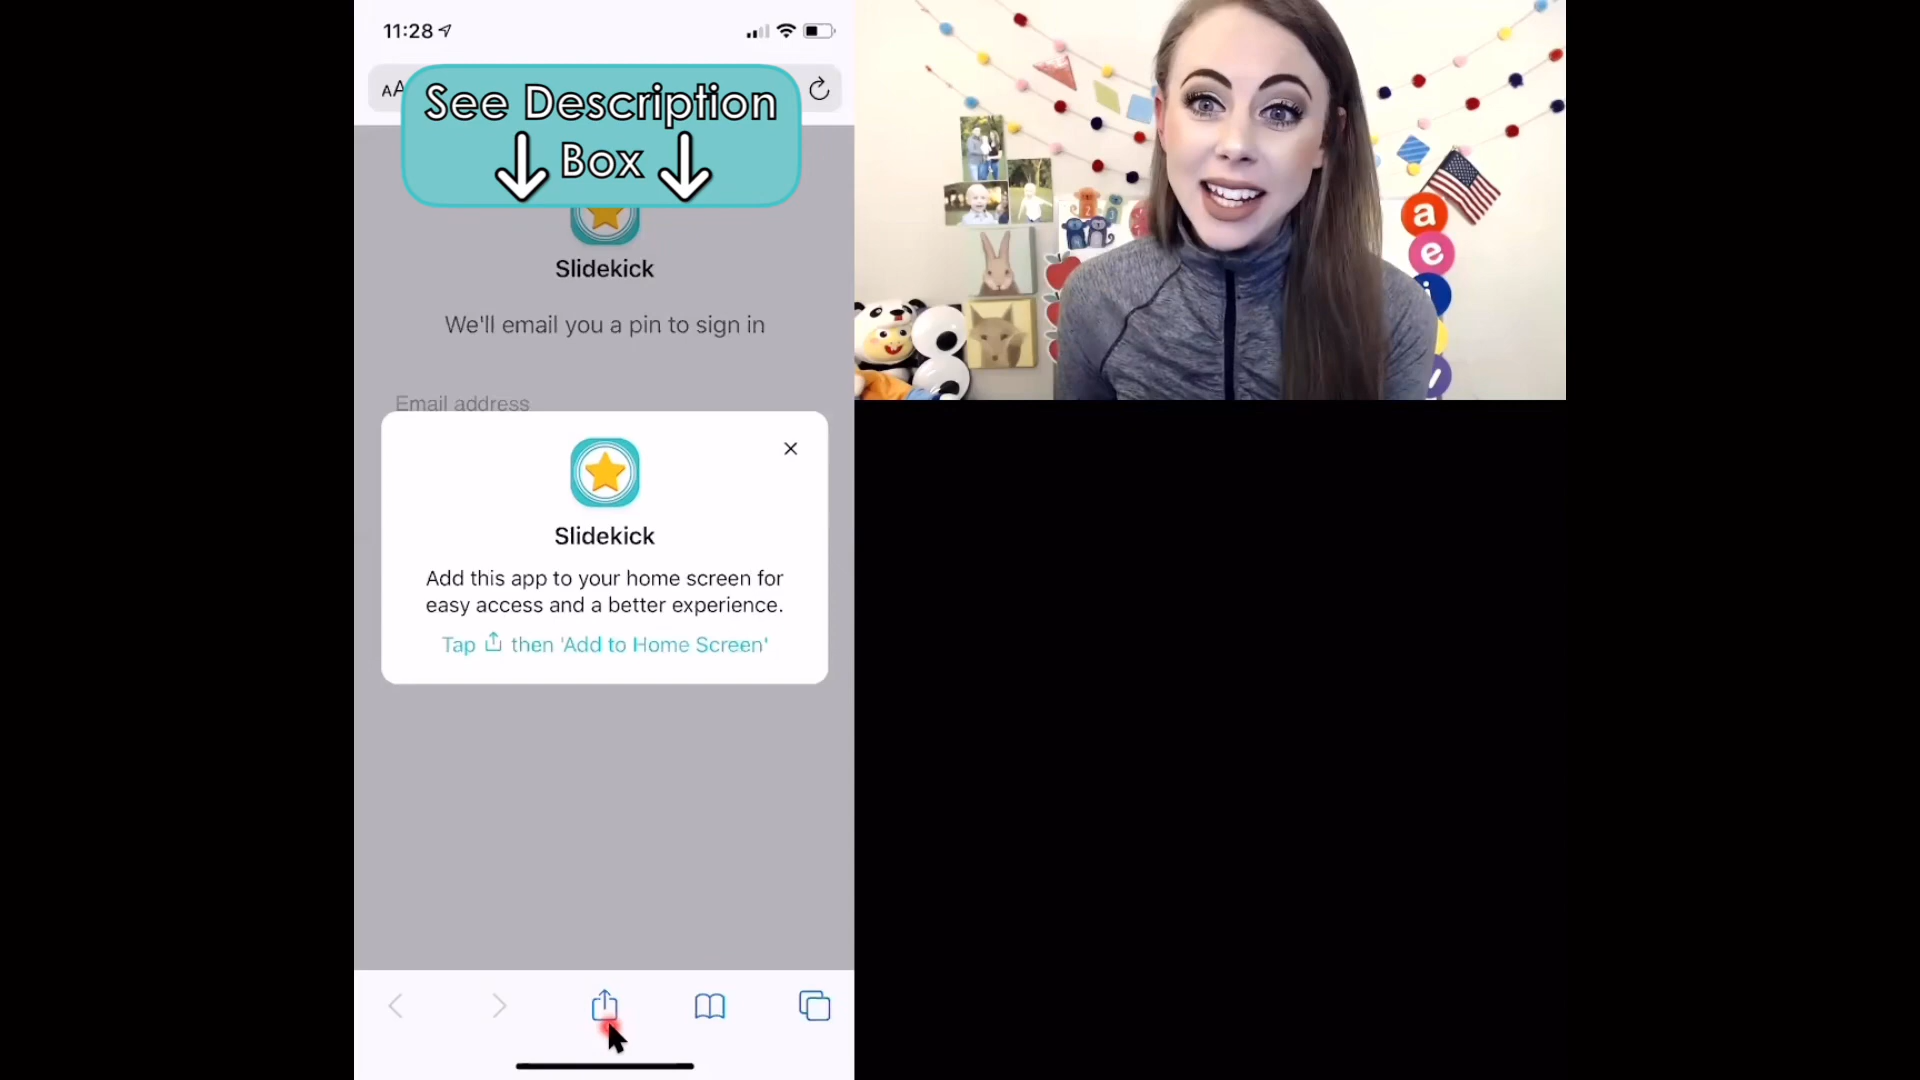 11:28
AA
See Description
Box
Slidekick
We'll email you a pin to sign in
Email address
Slidekick
Add this app to your home screen for
easy access and a better experience.
Tap then 'Add to Home Screen'
a
e
i